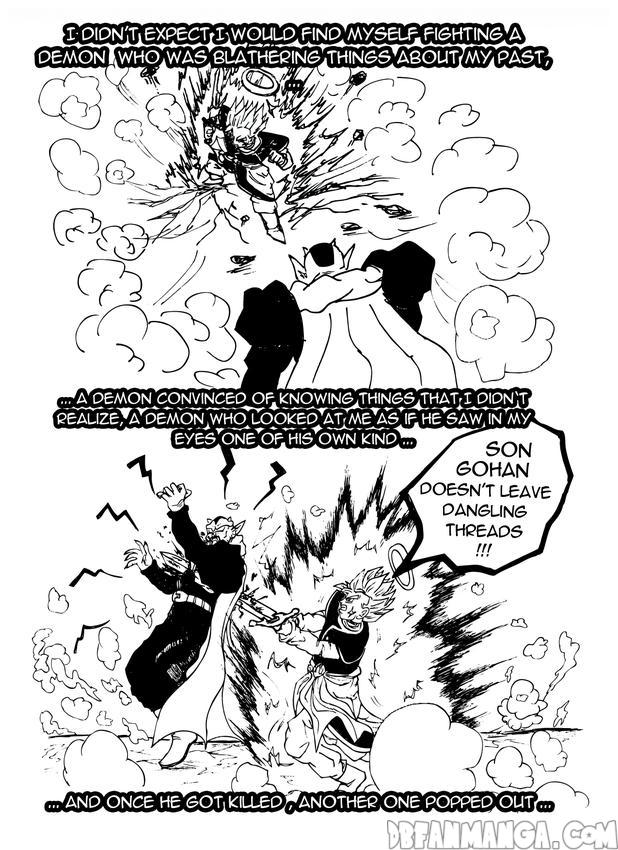 I DIDN'T EXPECT I WOULD FIND MYSELF FIGHTING A
DEMON WHO WAS BLATHERING THINGS ABOUT MY PAST,
...
... A DEMON CONVINCED OF KNOWING THINGS THAT I DIDN'T
REALIZE, A DEMON WHO LOOKED AT ME AS IF HE SAW IN MY
EYES ONE OF HIS OWN KIND ...
SON
GOHAN
DOESN'T LEAVE
DANGLING
THREADS
!!!
... AND ONCE HE GOT KILLED , ANOTHER ONE POPPED OUT ...
DBFANMANGA.COM